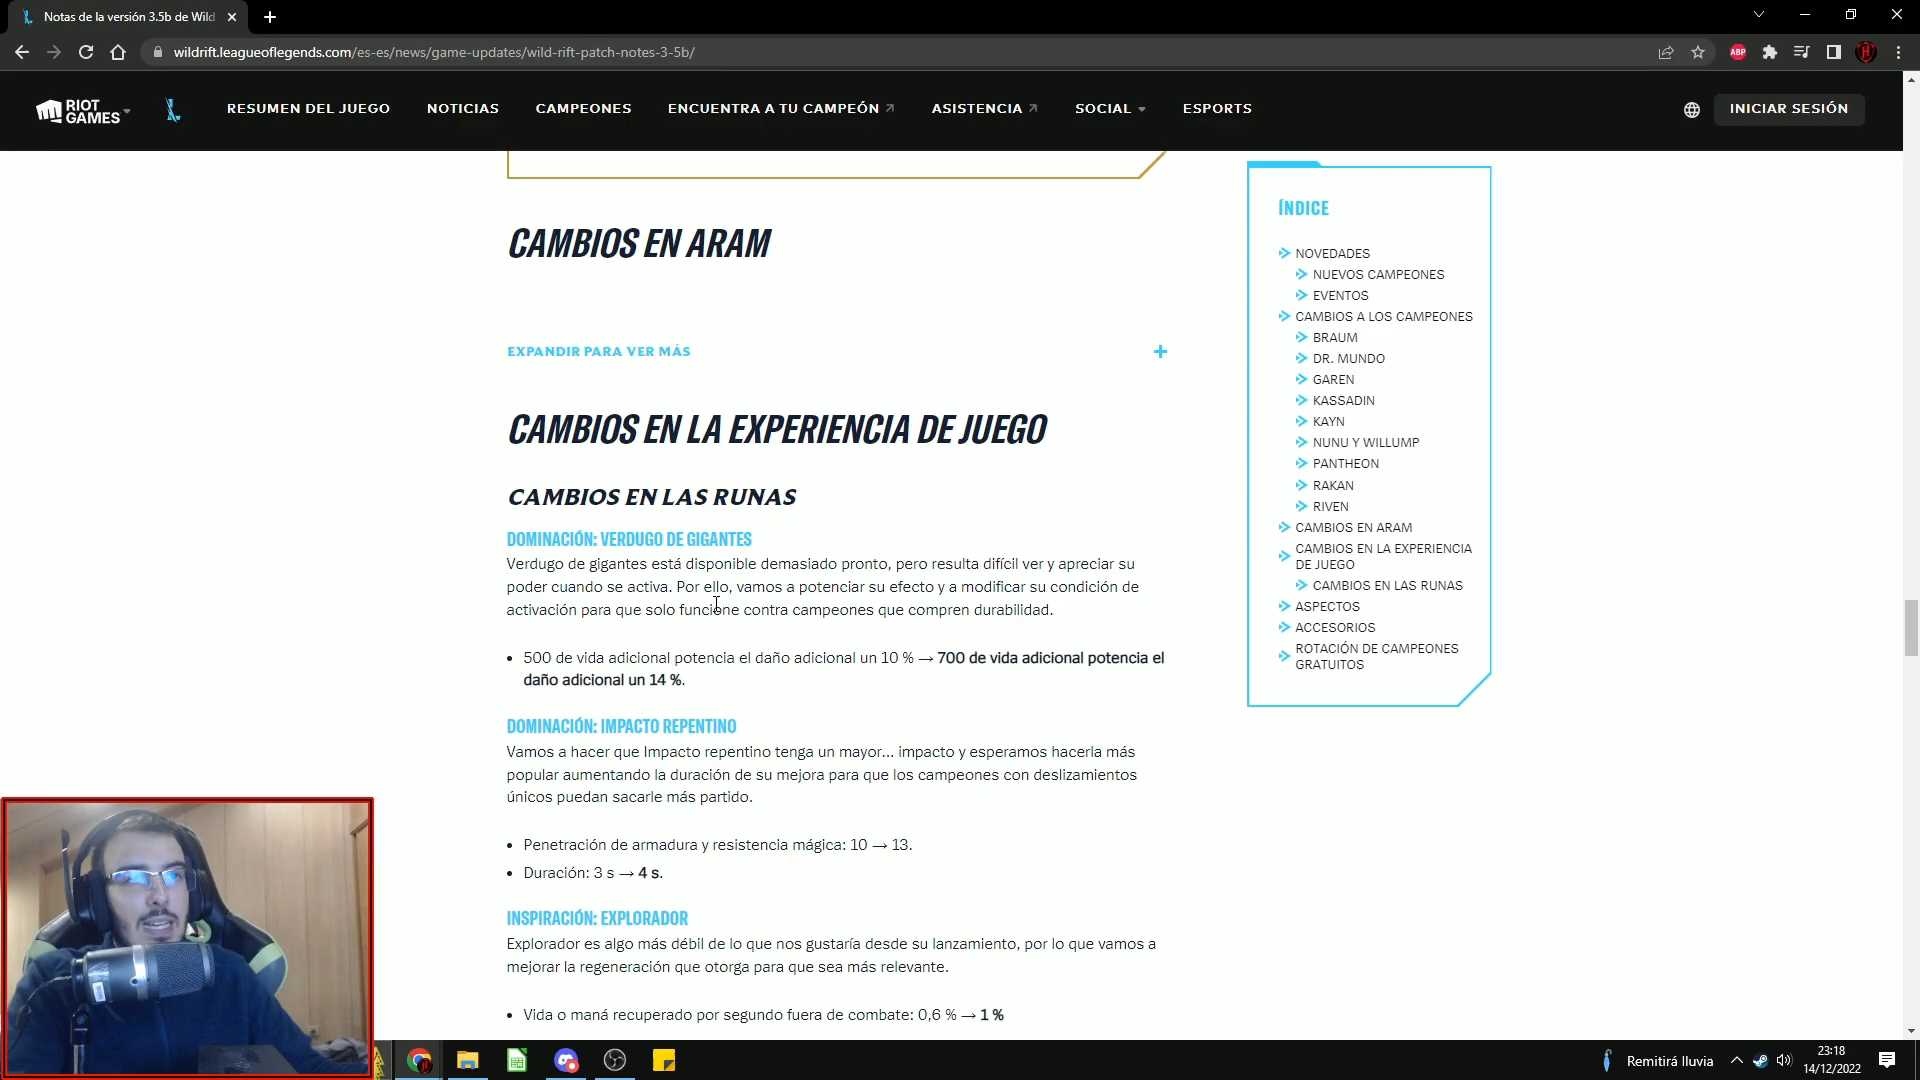 Notas de la versión 3.5b de Wild
wildrift.leagueoflegends.com/es-es/news/game-updates/wild-rift-patch-notes-3-5b/
ABP
RIOT GAMES
RESUMEN DEL JUEGO
NOTICIAS
CAMPEONES
ENCUENTRA A TU CAMPEÓN
ASISTENCIA
SOCIAL
ESPORTS
INICIAR SESIÓN
CAMBIOS EN ARAM
EXPANDIR PARA VER MÁS
+
CAMBIOS EN LA EXPERIENCIA DE JUEGO
CAMBIOS EN LAS RUNAS
DOMINACIÓN: VERDUGO DE GIGANTES
Verdugo de gigantes está disponible demasiado pronto, pero resulta difícil ver y apreciar su
poder cuando se activa. Por ello, vamos a potenciar su efecto y a modificar su condición de
activación para que solo funcione contra campeones que compren durabilidad.
• 500 de vida adicional potencia el daño adicional un 10 % → 700 de vida adicional potencia el
daño adicional un 14 %.
DOMINACIÓN: IMPACTO REPENTINO
Vamos a hacer que Impacto repentino tenga un mayor... impacto y esperamos hacerla más
popular aumentando la duración de su mejora para que los campeones con deslizamientos
únicos puedan sacarle más partido.
• Penetración de armadura y resistencia mágica: 10 → 13.
• Duración: 3 s → 4 s.
INSPIRACIÓN: EXPLORADOR
Explorador es algo más débil de lo que nos gustaría desde su lanzamiento, por lo que vamos a
mejorar la regeneración que otorga para que sea más relevante.
• Vida o maná recuperado por segundo fuera de combate: 0,6 % → 1 %
ÍNDICE
NOVEDADES
NUEVOS CAMPEONES
EVENTOS
CAMBIOS A LOS CAMPEONES
BRAUM
DR. MUNDO
GAREN
KASSADIN
KAYN
NUNU Y WILLUMP
PANTHEON
RAKAN
RIVEN
CAMBIOS EN ARAM
CAMBIOS EN LA EXPERIENCIA
DE JUEGO
CAMBIOS EN LAS RUNAS
ASPECTOS
ACCESORIOS
ROTACIÓN DE CAMPEONES
GRATUITOS
Remitirá lluvia
23:18
14/12/2022